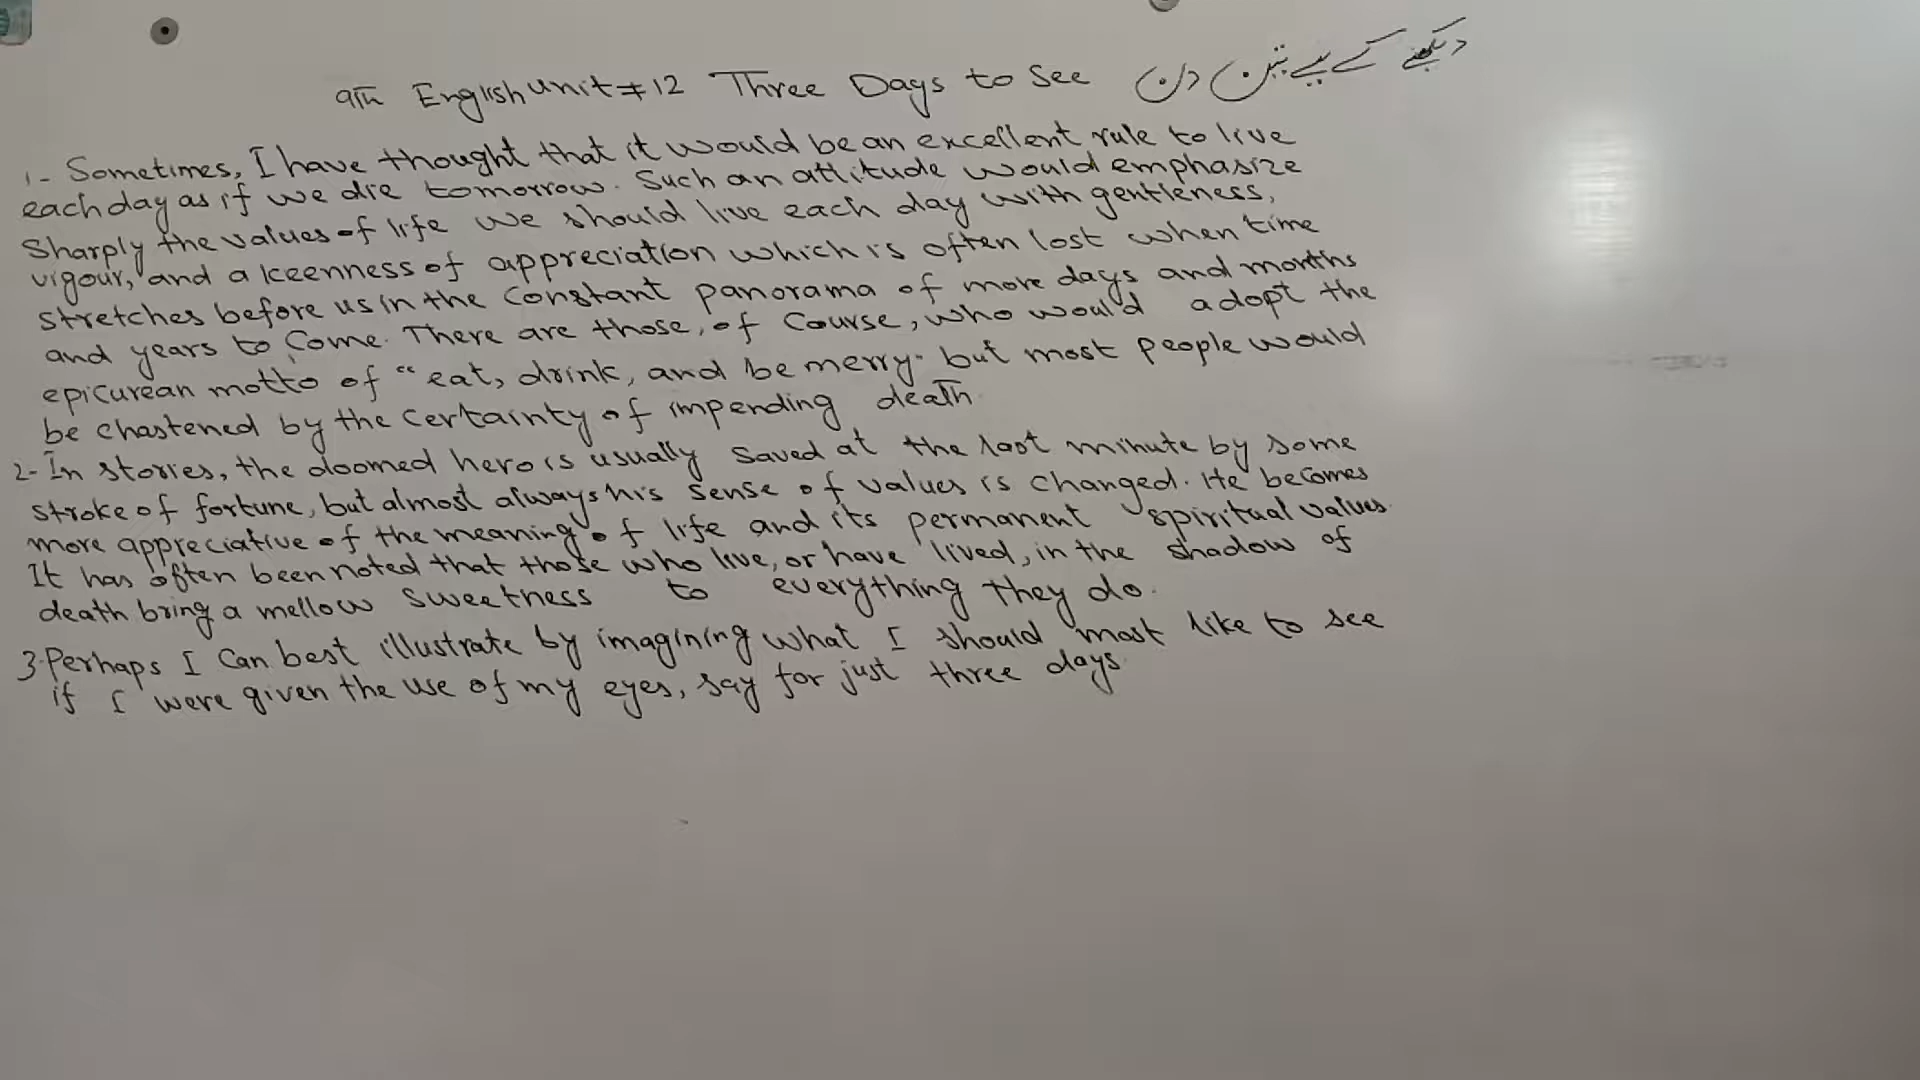 9Th English Unit # 12 Three Days to See دیکھنے کے لیے تین دن
1- Sometimes, I have thought that it would be an excellent rule to live
each day as if we die tomorrow. Such an attitude would emphasize
Sharply the values of life we should live each day with gentleness,
vigour, and a keenness of appreciation which is often lost when time
stretches before us in the Constant panorama of more days and months
and years to Come. There are those, of Course, who would adopt the
epicurean motto of "eat, drink, and be merry" but most people would
be chastened by the certainty of impending death.
2- In stories, the doomed hero is usually saved at the last minute by some
stroke of fortune, but almost always his sense of values is changed. He becomes
more appreciative of the meaning of life and its permanent spiritual values.
It has often been noted that those who live, or have lived, in the shadow of
death bring a mellow sweetness to everything they do.
3- Perhaps I Can best illustrate by imagining what I should most like to see
if I were given the use of my eyes, say for just three days.